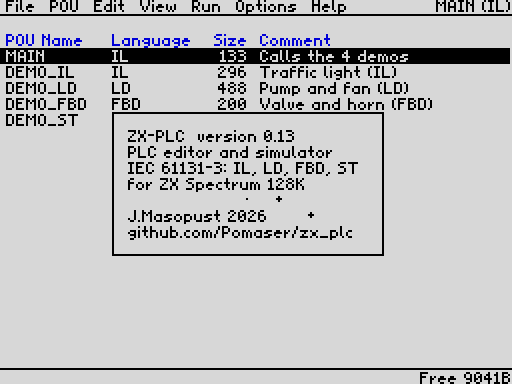 File POU Edit View Run Options Help MAIN (IL)
POU Name Language Size Comment
MAIN IL 133 Calls the 4 demos
DEMO_IL IL 296 Traffic light (IL)
DEMO_LD LD 488 Pump and fan (LD)
DEMO_FBD FBD 200 Valve and horn (FBD)
DEMO_ST
ZX-PLC version 0.13
PLC editor and simulator
IEC 61131-3: IL, LD, FBD, ST
for ZX Spectrum 128K
J.Masopust 2026
github.com/Pomaser/zx_plc
Free 9041B